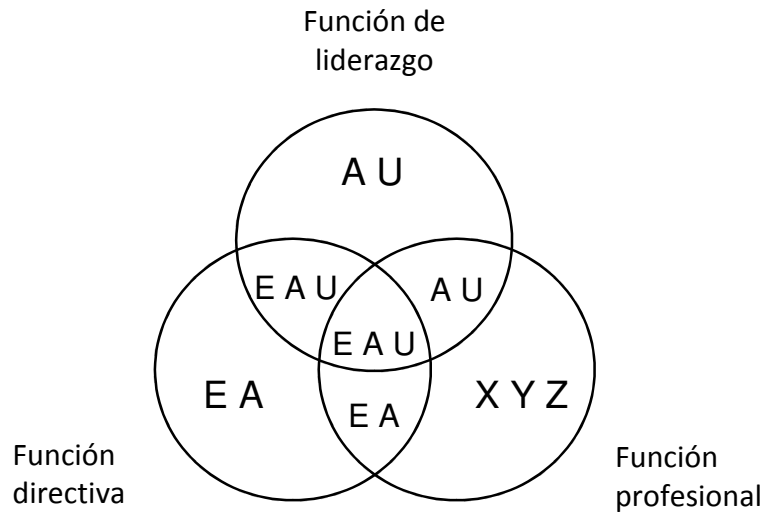 Función de
liderazgo
A U
E A U
A U
E A U
E A
E A
X Y Z
Función
directiva
Función
profesional